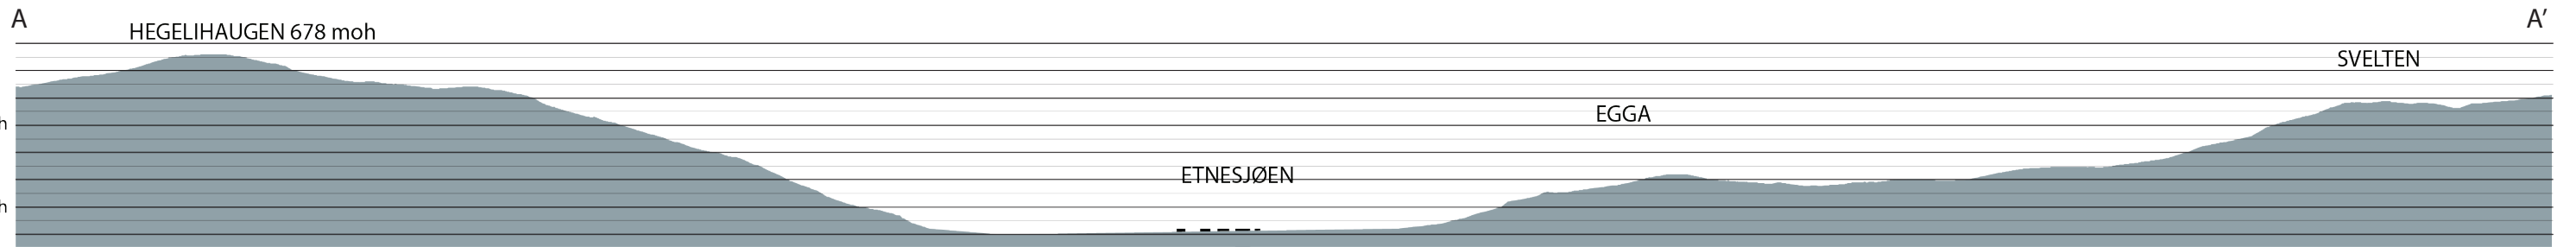 A
A’
HEGELIHAUGEN 678 moh
SVELTEN
EGGA
h
ETNESJØEN
h